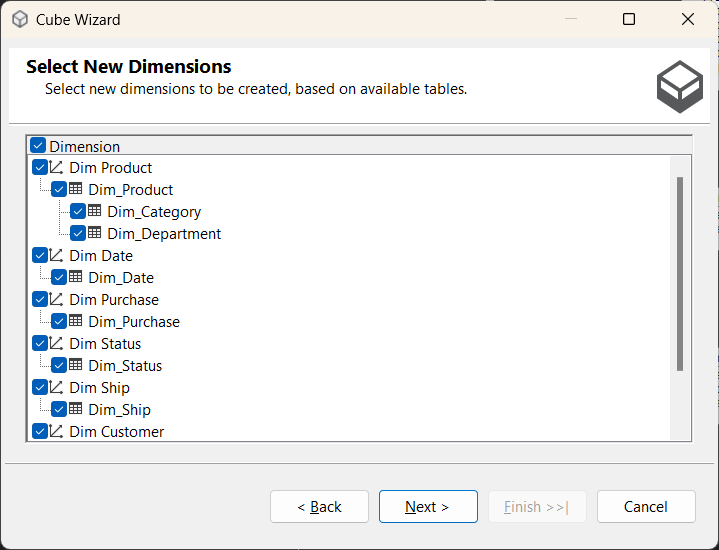 Cube Wizard
Select New Dimensions
Select new dimensions to be created, based on available tables.
Dimension
Dim Product
Dim_Product
Dim_Category
Dim_Department
Dim Date
Dim_Date
Dim Purchase
Dim_Purchase
Dim Status
Dim_Status
Dim Ship
Dim_Ship
Dim Customer
< Back Next > Finish >>| Cancel